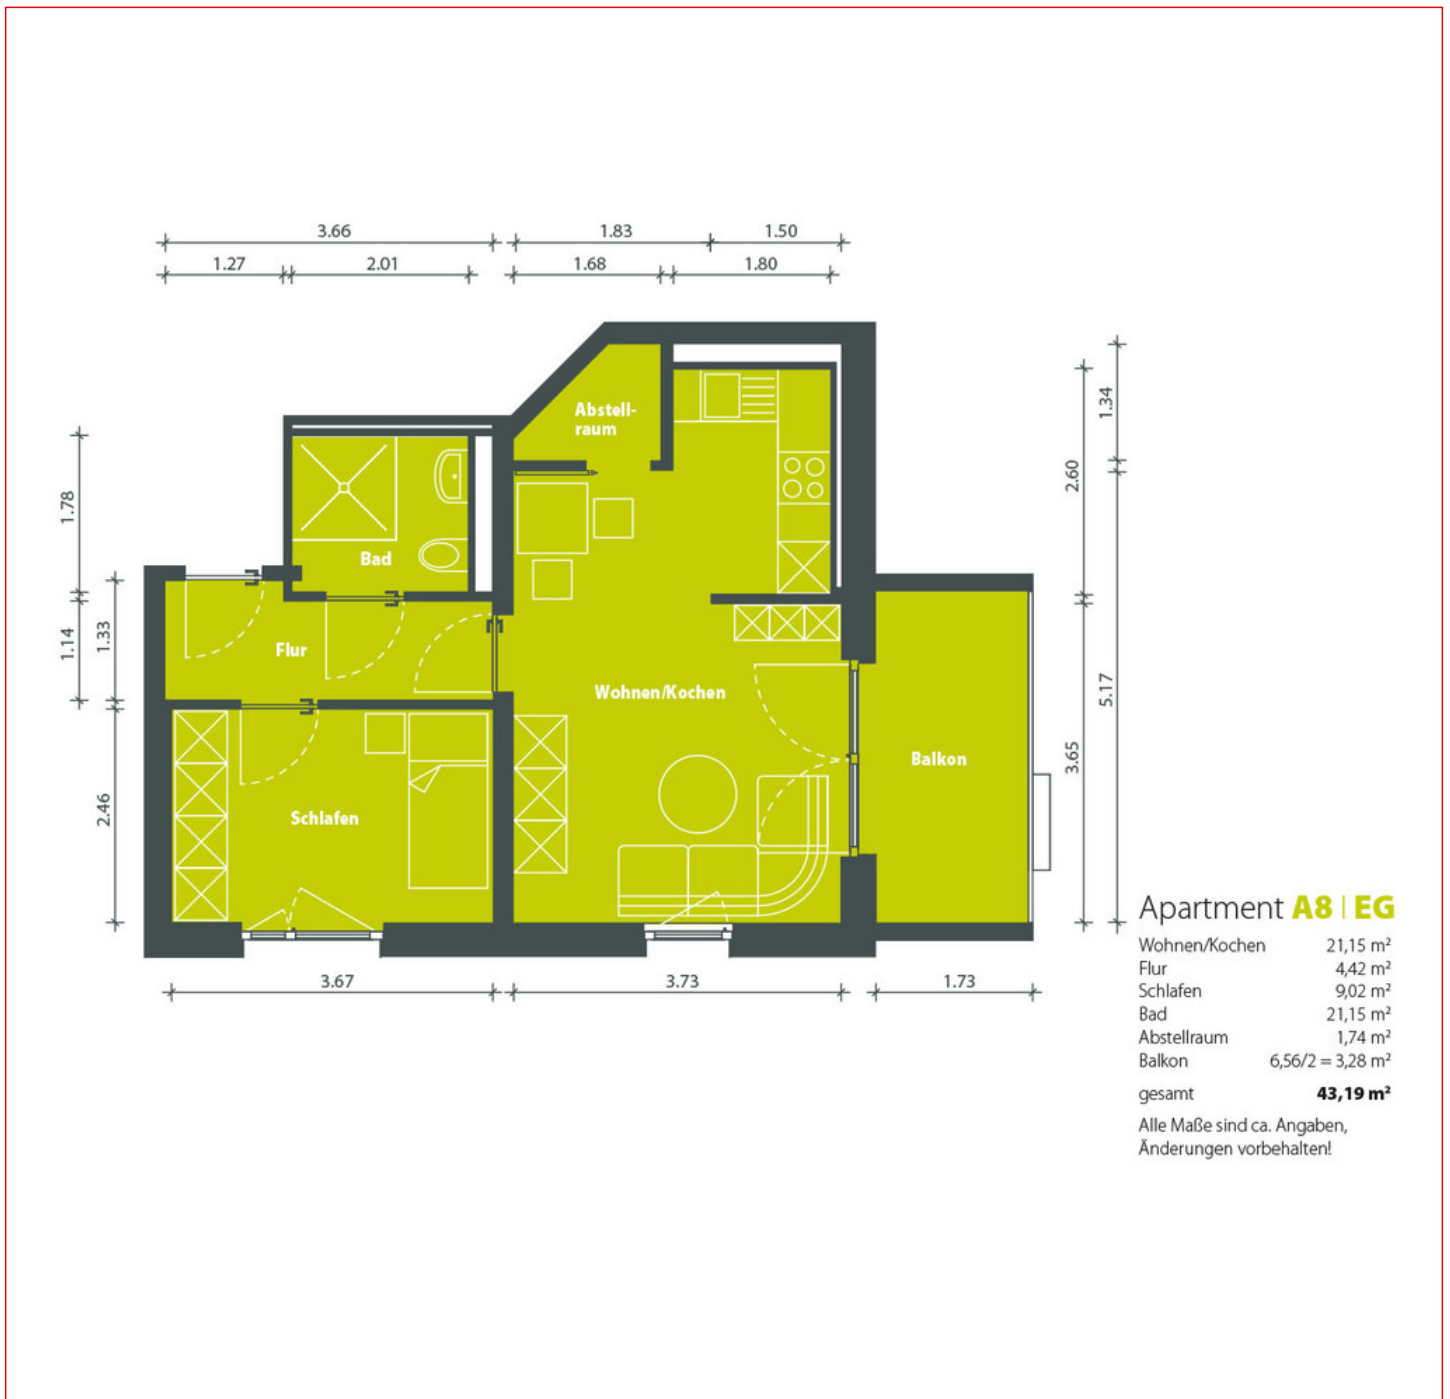 3.66
1.83
1.50
1.27
2.01
1.68
1.80
1.34
Abstell-
raum
2.60
1.78
Bad
1.14
1.33
Flur
Wohnen/Kochen
5.17
3.65
Balkon
2.46
Schlafen
3.67
3.73
1.73
Apartment A8 | EG
Wohnen/Kochen 21,15 m²
Flur 4,42 m²
Schlafen 9,02 m²
Bad 21,15 m²
Abstellraum 1,74 m²
Balkon 6,56/2 = 3,28 m²
gesamt 43,19 m²
Alle Maße sind ca. Angaben,
Änderungen vorbehalten!